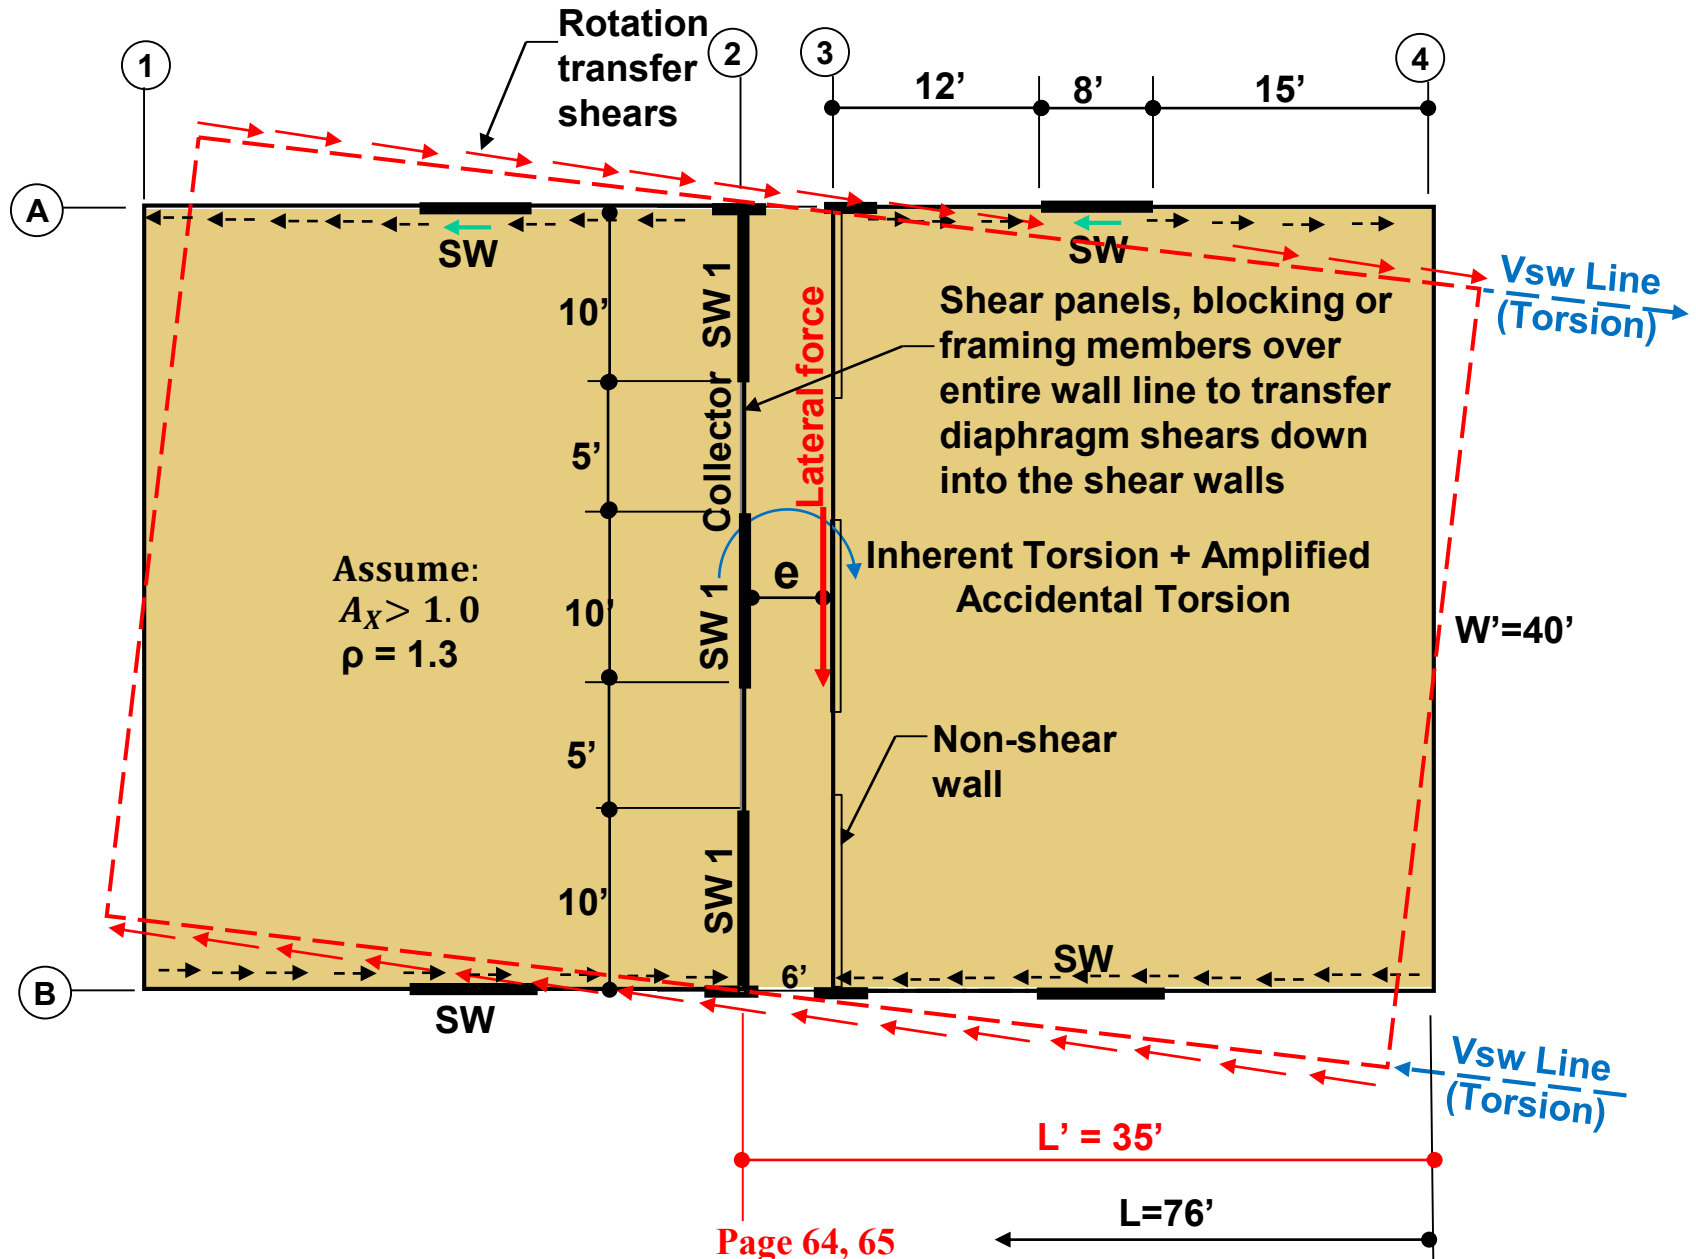 Rotation
transfer
shears
1
2
3
4
12’
8’
15’
A
SW
SW
Vsw Line
(Torsion)
10’
SW 1
Lateral force
Shear panels, blocking or
framing members over
entire wall line to transfer
diaphragm shears down
into the shear walls
Collector
5’
Assume:
A_X > 1.0
ρ = 1.3
10’
SW 1
e
Inherent Torsion + Amplified
Accidental Torsion
W’=40’
5’
Non-shear
wall
10’
SW 1
6’
SW
B
SW
Vsw Line
(Torsion)
L’ = 35’
L=76’
Page 64, 65